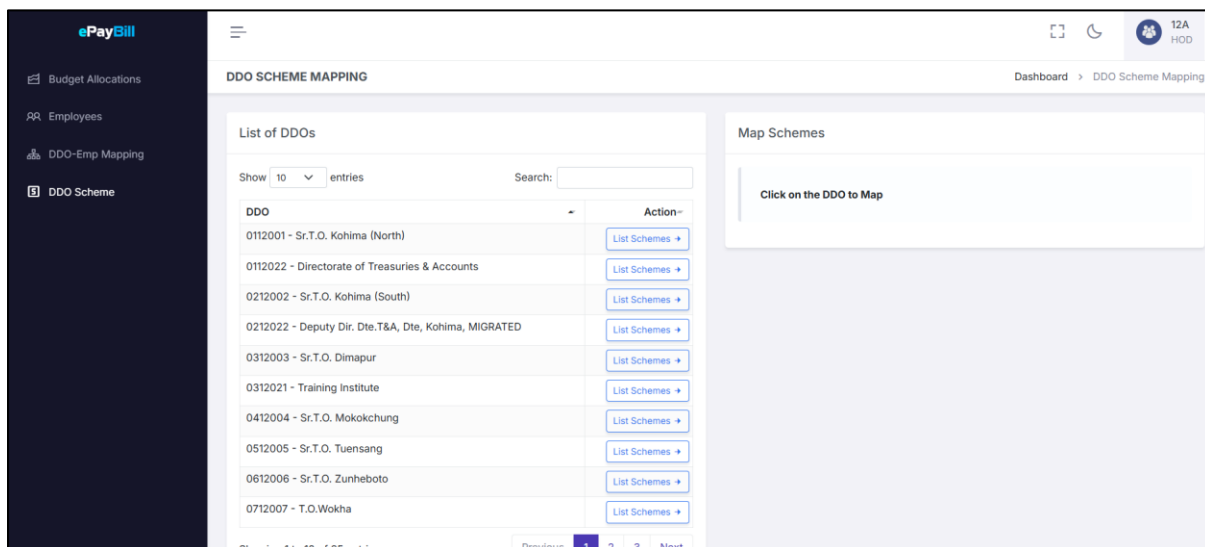 ePayBill
12A
HOD
Budget Allocations
Employees
DDO-Emp Mapping
DDO Scheme
DDO SCHEME MAPPING
Dashboard > DDO Scheme Mapping
List of DDOs
Show 10 entries Search:
DDO Action
0112001 - Sr.T.O. Kohima (North) List Schemes →
0112022 - Directorate of Treasuries & Accounts List Schemes →
0212002 - Sr.T.O. Kohima (South) List Schemes →
0212022 - Deputy Dir. Dte.T&A, Dte, Kohima, MIGRATED List Schemes →
0312003 - Sr.T.O. Dimapur List Schemes →
0312021 - Training Institute List Schemes →
0412004 - Sr.T.O. Mokokchung List Schemes →
0512005 - Sr.T.O. Tuensang List Schemes →
0612006 - Sr.T.O. Zunheboto List Schemes →
0712007 - T.O.Wokha List Schemes →
Previous 1 2 3 Next
Map Schemes
Click on the DDO to Map